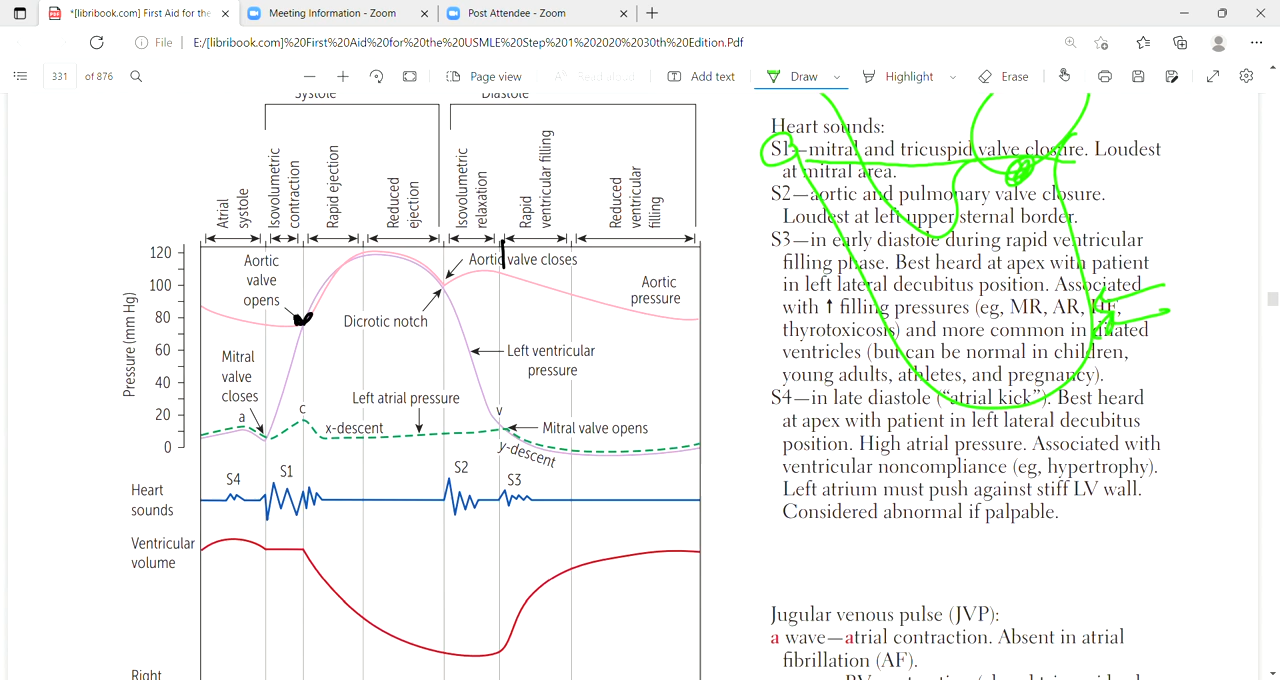 *[libribook.com] First Aid for the
Meeting Information - Zoom
Post Attendee - Zoom
File
E:/[libribook.com]%20First%20Aid%20for%20the%20USMLE%20Step%201%202020%2030th%20Edition.Pdf
331
of 876
Page view
Read aloud
Add text
Draw
Highlight
Erase
Systole
Diastole
Atrial
systole
Isovolumetric
contraction
Rapid ejection
Reduced
ejection
Isovolumetric
relaxation
Rapid
ventricular filling
Reduced
ventricular
filling
Pressure (mm Hg)
120
100
80
60
40
20
0
Aortic
valve
opens
Aortic valve closes
Aortic
pressure
Dicrotic notch
Left ventricular
pressure
Mitral
valve
closes
Left atrial pressure
a
c
x-descent
v
Mitral valve opens
y-descent
Heart
sounds
S4
S1
S2
S3
Ventricular
volume
Right
Heart sounds:
S1—mitral and tricuspid valve closure. Loudest
at mitral area.
S2—aortic and pulmonary valve closure.
Loudest at left upper sternal border.
S3—in early diastole during rapid ventricular
filling phase. Best heard at apex with patient
in left lateral decubitus position. Associated
with ↑ filling pressures (eg, MR, AR, HF,
thyrotoxicosis) and more common in dilated
ventricles (but can be normal in children,
young adults, athletes, and pregnancy).
S4—in late diastole (“atrial kick”). Best heard
at apex with patient in left lateral decubitus
position. High atrial pressure. Associated with
ventricular noncompliance (eg, hypertrophy).
Left atrium must push against stiff LV wall.
Considered abnormal if palpable.
Jugular venous pulse (JVP):
a wave—atrial contraction. Absent in atrial
fibrillation (AF).